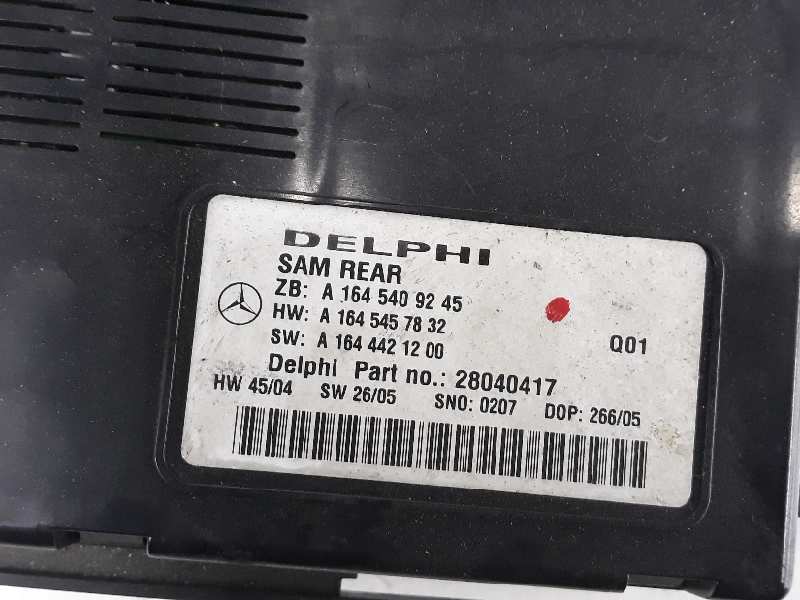 DELPHI
SAM REAR
ZB: A 164 540 92 45
HW: A 164 545 78 32
SW: A 164 442 12 00
Q01
Delphi Part no.: 28040417
HW 45/04 SW 26/05 SNO: 0207 DOP: 266/05